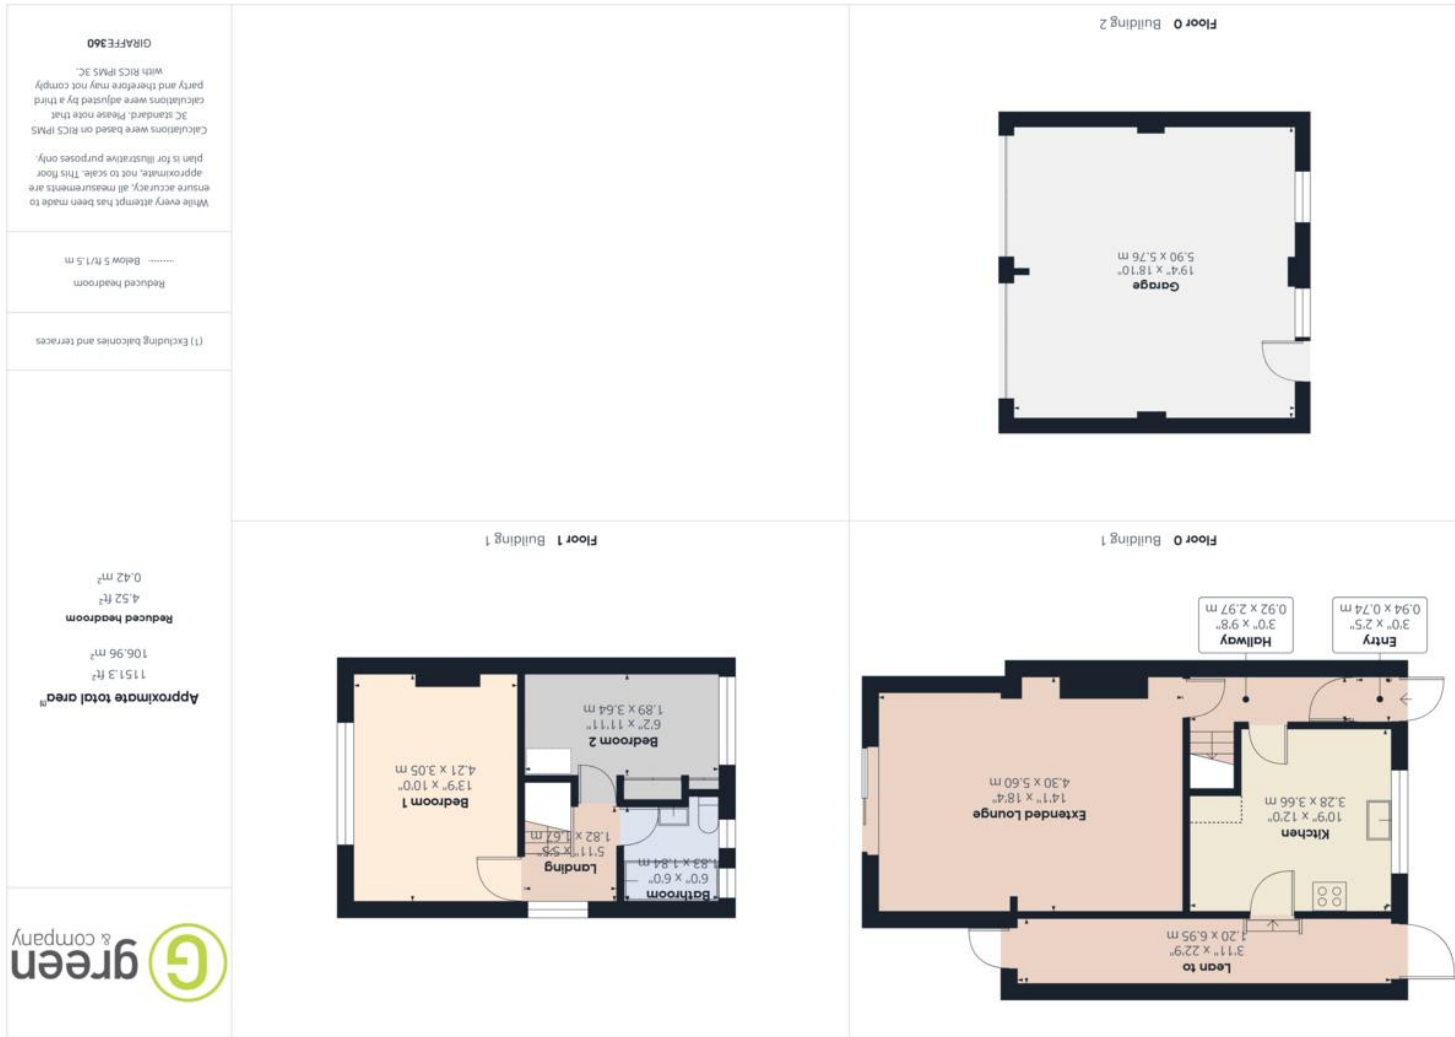 Lean to
3'11" x 22'9"
1.20 x 6.95 m
Kitchen
10'9" x 12'0"
3.28 x 3.66 m
Extended Lounge
14'1" x 18'4"
4.30 x 5.60 m
Entry
3'0" x 2'5"
0.94 x 0.74 m
Hallway
3'0" x 9'8"
0.92 x 2.97 m
Floor 0 Building 1
Bathroom
6'0" x 6'0"
1.83 x 1.84 m
Landing
5'11" x 5'5"
1.82 x 1.67 m
Bedroom 1
13'9" x 10'0"
4.21 x 3.05 m
Bedroom 2
6'2" x 11'11"
1.89 x 3.64 m
Floor 1 Building 1
Garage
19'4" x 18'10"
5.90 x 5.76 m
Floor 0 Building 2
G green
& company
Approximate total area(1)
1151.3 ft²
106.96 m²
Reduced headroom
4.52 ft²
0.42 m²
(1) Excluding balconies and terraces
Reduced headroom
Below 5 ft/1.5 m
While every attempt has been made to
ensure accuracy, all measurements are
approximate, not to scale. This floor
plan is for illustrative purposes only.
Calculations were based on RICS IPMS
3C standard. Please note that
calculations were adjusted by a third
party and therefore may not comply
with RICS IPMS 3C.
GIRAFFE360